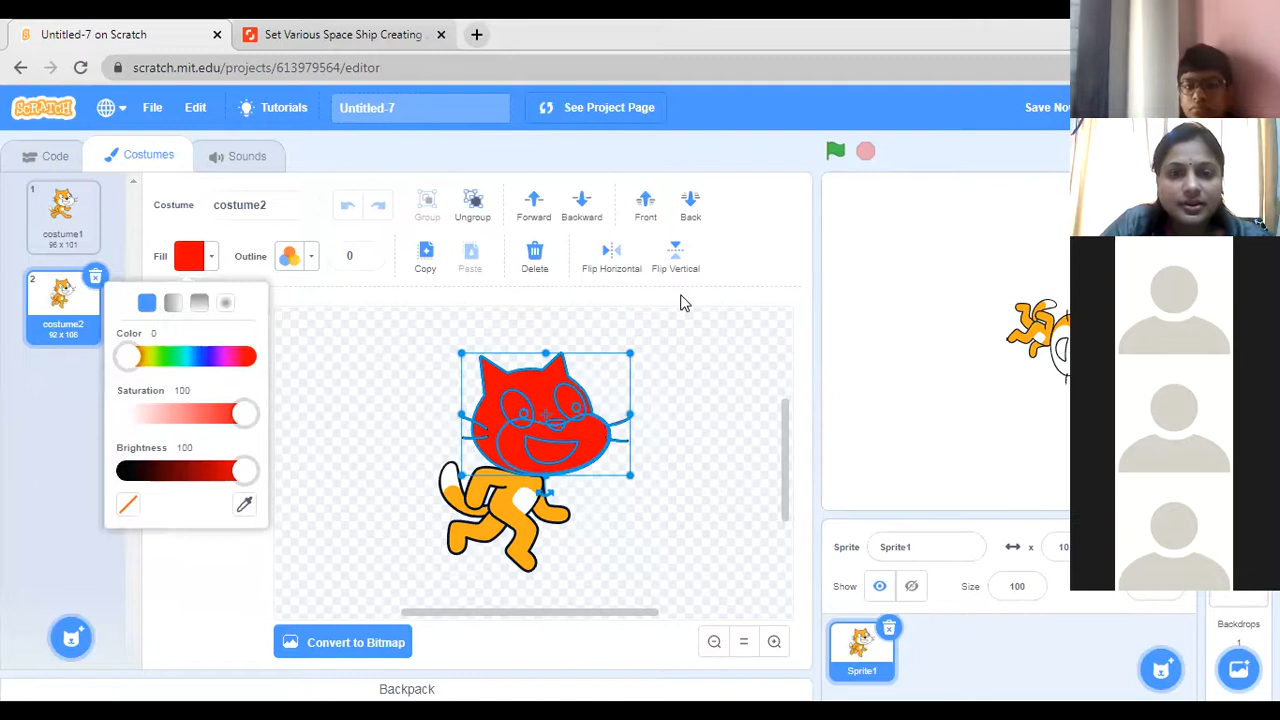 Untitled-7 on Scratch
Set Various Space Ship Creating
scratch.mit.edu/projects/613979564/editor
SCRATCH
File
Edit
Tutorials
Untitled-7
See Project Page
Save Now
Code
Costumes
Sounds
1
costume1
96 x 101
2
costume2
92 x 106
Costume
costume2
Group
Ungroup
Forward
Backward
Front
Back
Fill
Outline
0
Copy
Paste
Delete
Flip Horizontal
Flip Vertical
Color 0
Saturation 100
Brightness 100
Convert to Bitmap
Backpack
Sprite
Sprite1
x
10
Show
Size
100
Sprite1
Backdrops
1